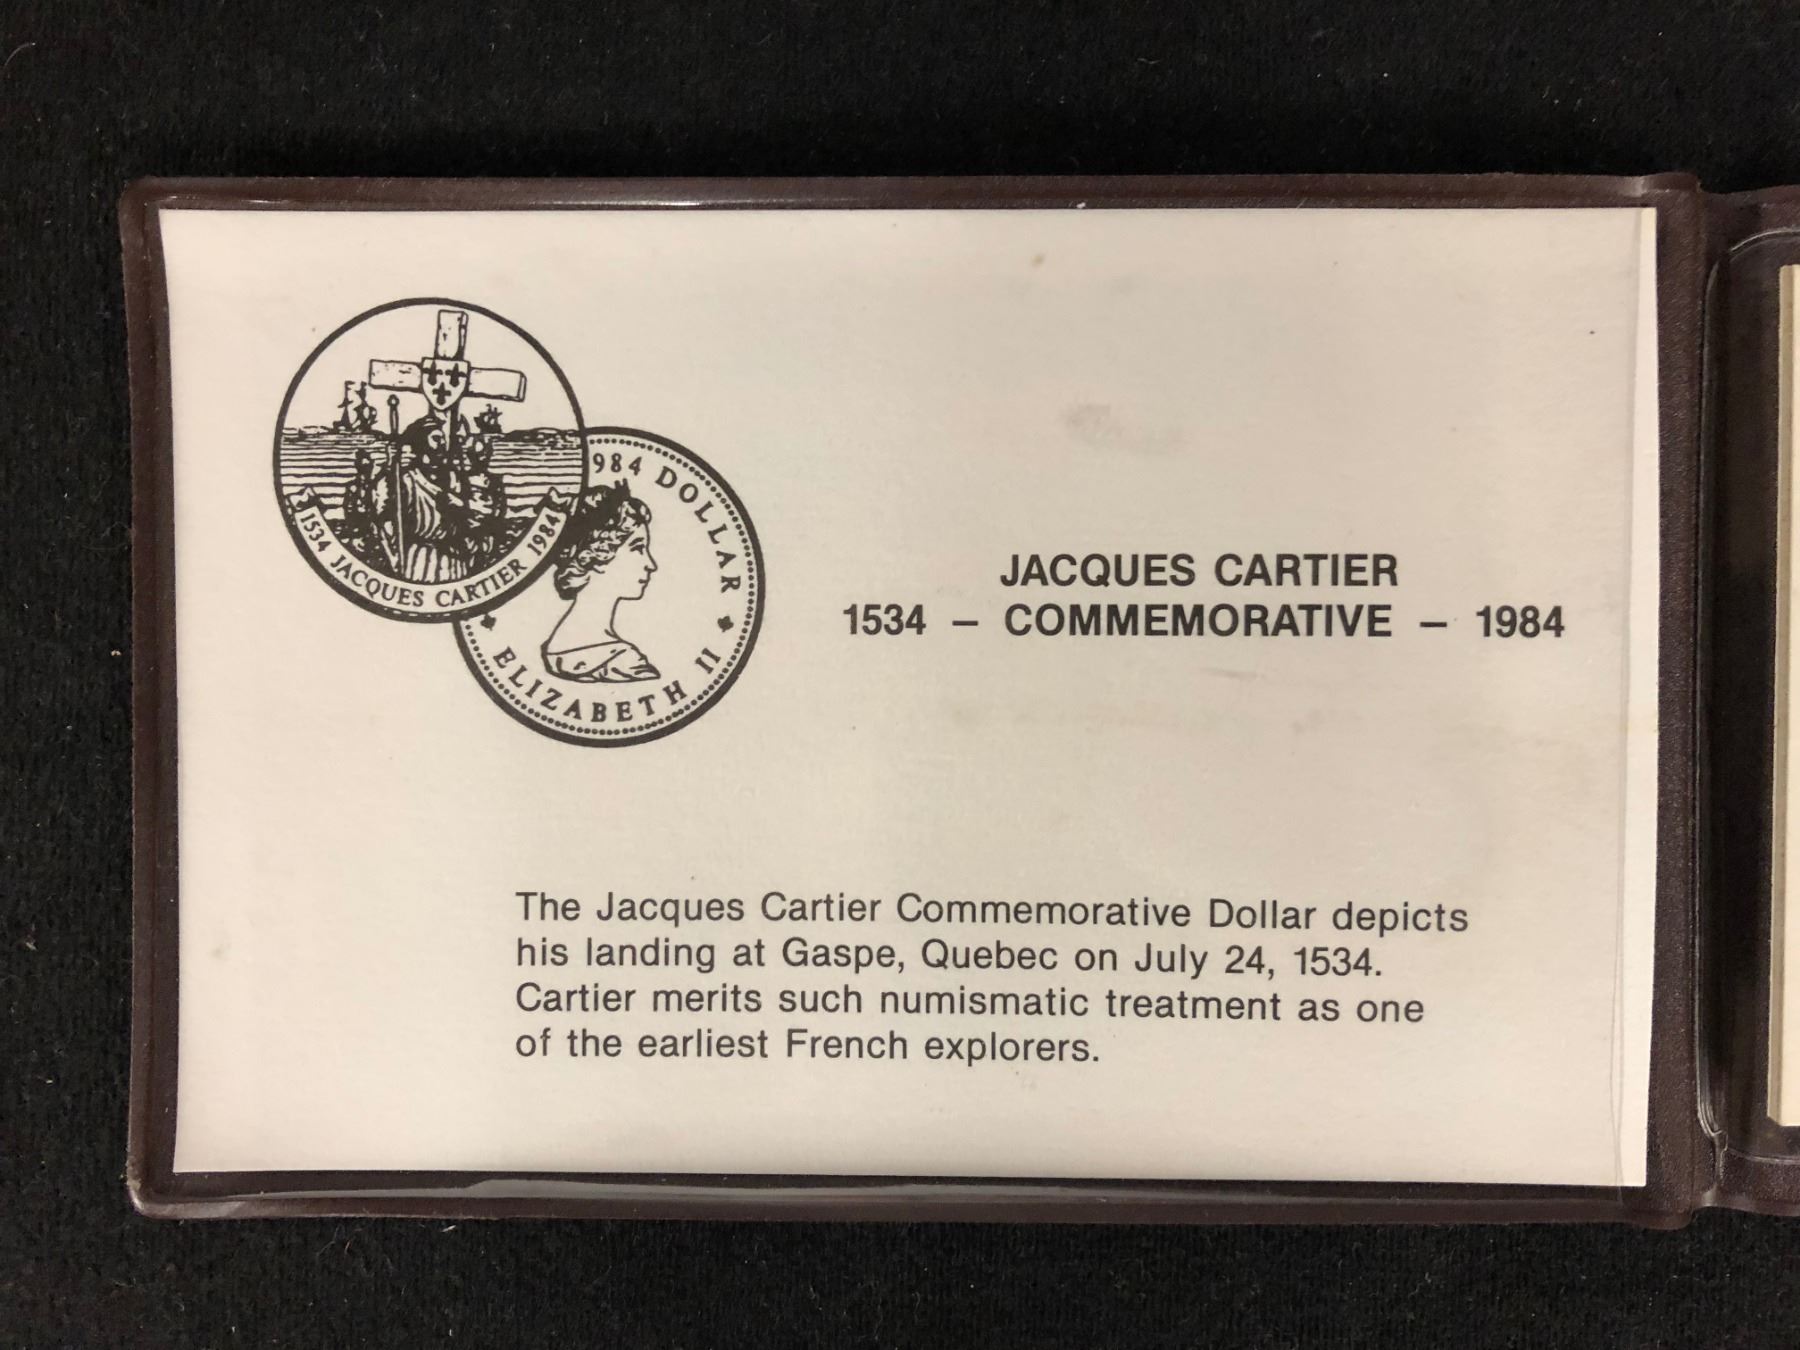 1534 JACQUES CARTIER 1984
984 DOLLAR
ELIZABETH II
JACQUES CARTIER
1534 – COMMEMORATIVE – 1984
The Jacques Cartier Commemorative Dollar depicts
his landing at Gaspe, Quebec on July 24, 1534.
Cartier merits such numismatic treatment as one
of the earliest French explorers.